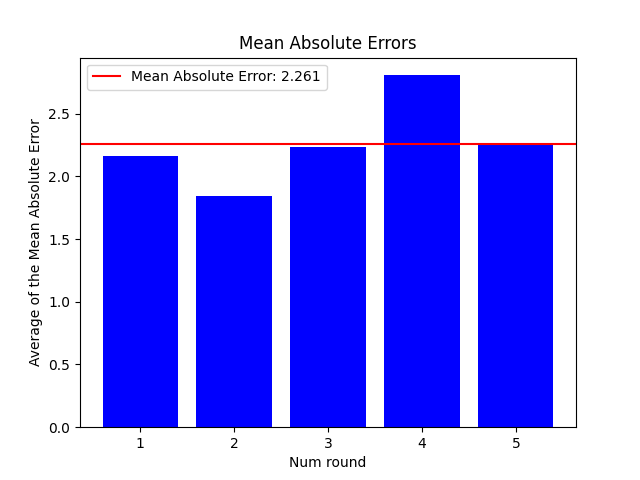 Mean Absolute Errors
Mean Absolute Error: 2.261
Average of the Mean Absolute Error
2.5
2.0
1.5
1.0
0.5
0.0
1 2 3 4 5
Num round